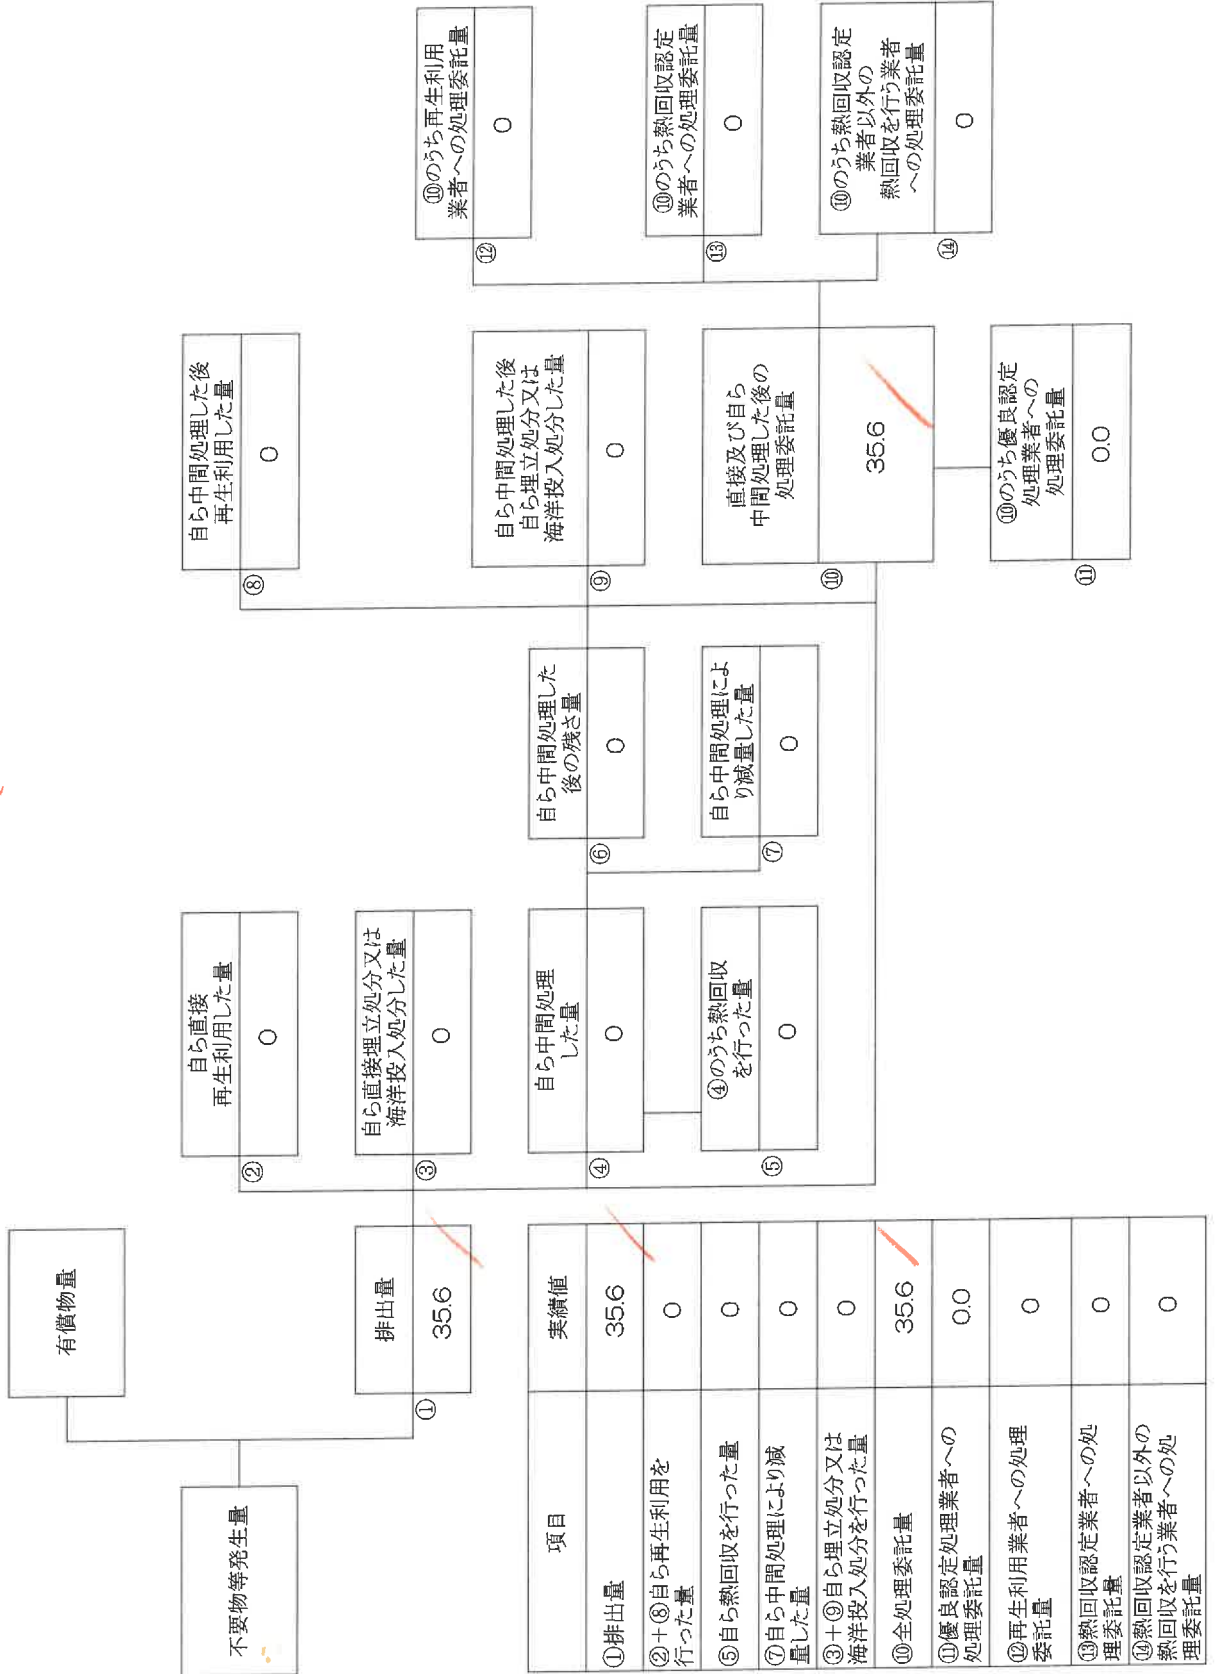 不要物等発生量
有償物量
排出量
①
35.6
自ら直接
再生利用した量
②
0
自ら直接埋立処分又は
海洋投入処分した量
③
0
自ら中間処理
した量
④
0
④のうち熱回収
を行った量
⑤
0
自ら中間処理した
後の残さ量
⑥
0
自ら中間処理によ
り減量した量
⑦
0
自ら中間処理した後
再生利用した量
⑧
0
自ら中間処理した後
自ら埋立処分又は
海洋投入処分した量
⑨
0
直接及び自ら
中間処理した後の
処理委託量
⑩
35.6
⑩のうち優良認定
処理業者への
処理委託量
⑪
0.0
⑩のうち再生利用
業者への処理委託量
⑫
0
⑩のうち熱回収認定
業者への処理委託量
⑬
0
⑩のうち熱回収認定
業者以外の
熱回収を行う業者
への処理委託量
⑭
0
項目
実績値
①排出量
35.6
②+⑧自ら再生利用を
行った量
0
⑤自ら熱回収を行った量
0
⑦自ら中間処理により減
量した量
0
③+⑨自ら埋立処分又は
海洋投入処分を行った量
0
⑩全処理委託量
35.6
⑪優良認定処理業者への
処理委託量
0.0
⑫再生利用業者への処理
委託量
0
⑬熱回収認定業者への処
理委託量
0
⑭熱回収認定業者以外の
熱回収を行う業者への処
理委託量
0